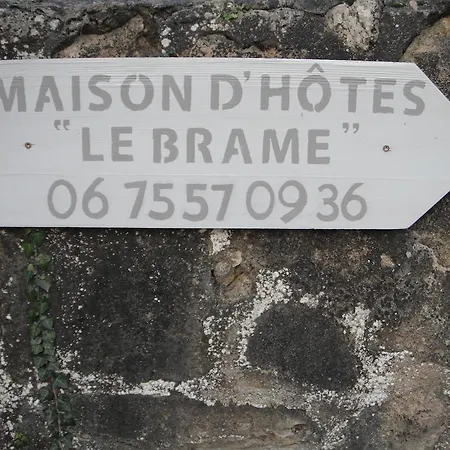 MAISON D'HÔTES
"LE BRAME"
06 75 57 09 36